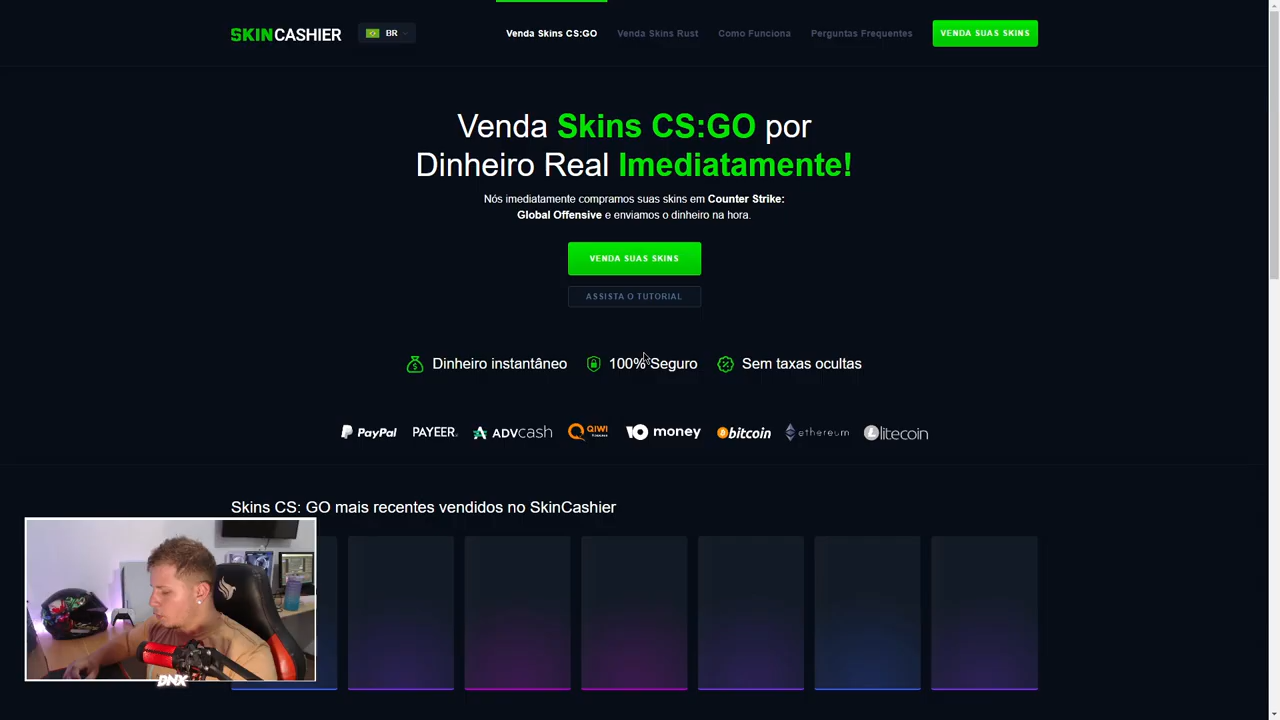 SKINCASHIER
BR
Venda Skins CS:GO
Venda Skins Rust
Como Funciona
Perguntas Frequentes
VENDA SUAS SKINS
Venda Skins CS:GO por
Dinheiro Real Imediatamente!
Nós imediatamente compramos suas skins em Counter Strike:
Global Offensive e enviamos o dinheiro na hora.
VENDA SUAS SKINS
ASSISTA O TUTORIAL
Dinheiro instantâneo
100% Seguro
Sem taxas ocultas
PayPal
PAYEER
ADVcash
QIWI
money
bitcoin
ethereum
litecoin
Skins CS: GO mais recentes vendidos no SkinCashier
DNX